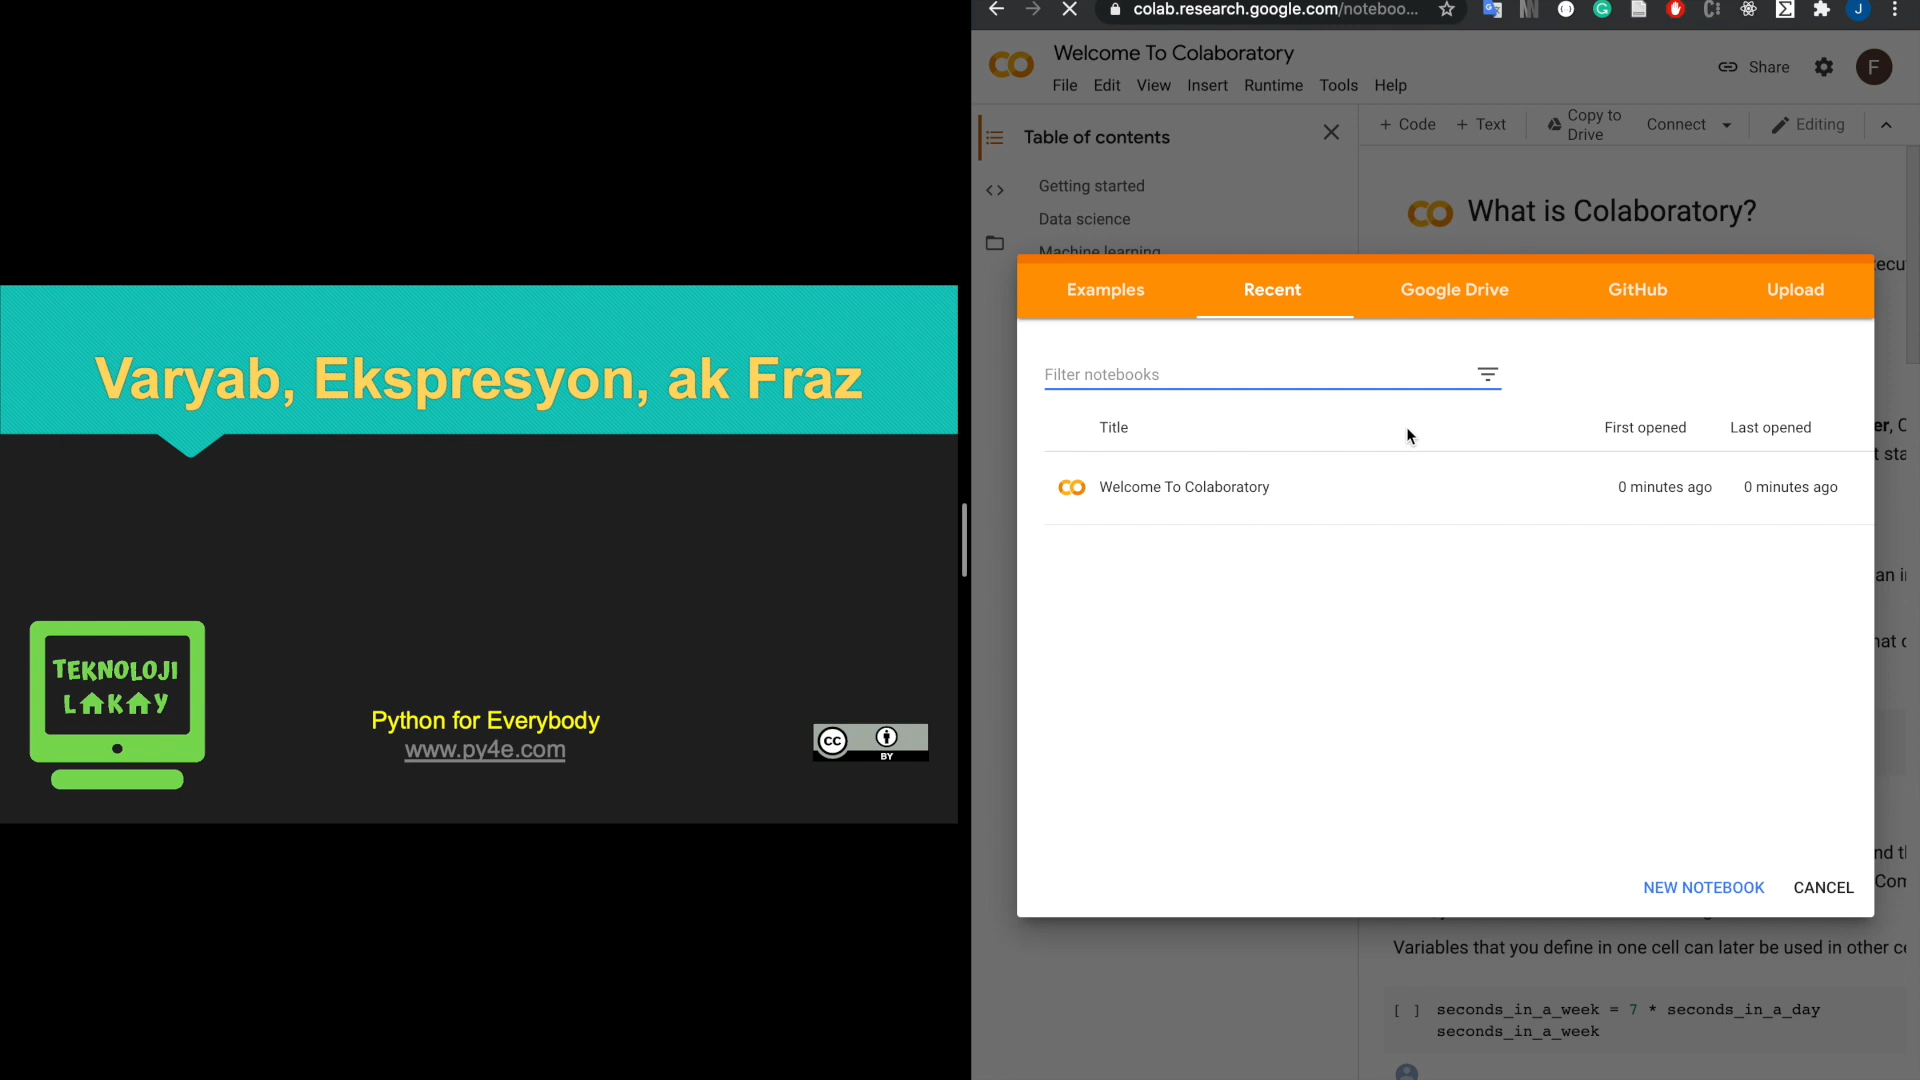 Varyab, Ekspresyon, ak Fraz
TEKNOLOJI
LAKAY
Python for Everybody
www.py4e.com
cc
BY
colab.research.google.com/noteboo...
J
Welcome To Colaboratory
File Edit View Insert Runtime Tools Help
Share
F
Table of contents
+ Code + Text
Copy to
Drive
Connect
Editing
Getting started
Data science
Machine learning
What is Colaboratory?
Examples
Recent
Google Drive
GitHub
Upload
Filter notebooks
Title
First opened
Last opened
Welcome To Colaboratory
0 minutes ago
0 minutes ago
NEW NOTEBOOK
CANCEL
Variables that you define in one cell can later be used in other
[ ] seconds_in_a_week = 7 * seconds_in_a_day
seconds_in_a_week